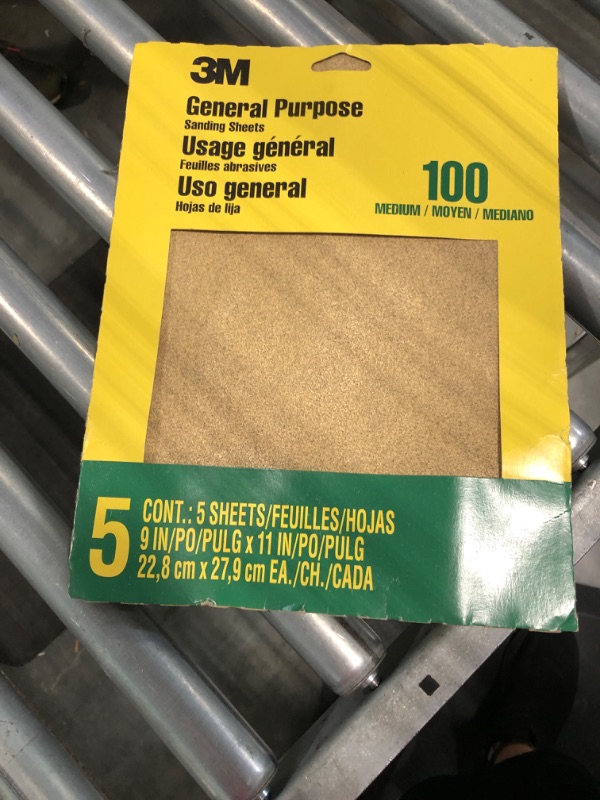 3M
General Purpose
Sanding Sheets
Usage général
Feuilles abrasives
Uso general
Hojas de lija
100
MEDIUM / MOYEN / MEDIANO
5
CONT.: 5 SHEETS/FEUILLES/HOJAS
9 IN/PO/PULG x 11 IN/PO/PULG
22,8 cm x 27,9 cm EA./CH./CADA